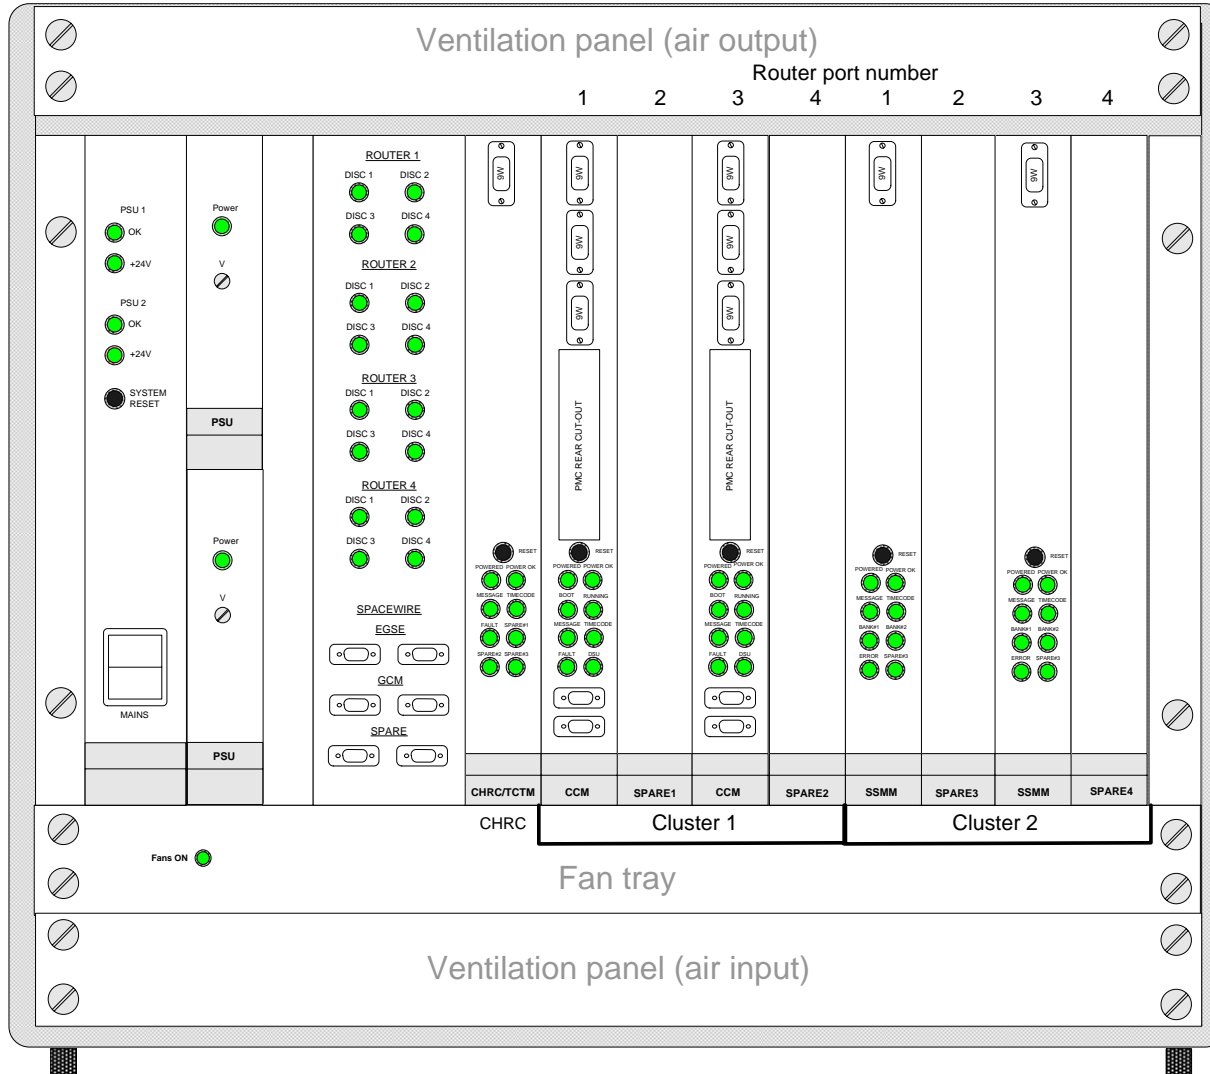 Ventilation panel (air output)
Router port number
1 2 3 4 1 2 3 4
PSU 1
OK
+24V
PSU 2
OK
+24V
SYSTEM
RESET
MAINS
Power
V
PSU
Power
V
PSU
ROUTER 1
DISC 1 DISC 2
DISC 3 DISC 4
ROUTER 2
DISC 1 DISC 2
DISC 3 DISC 4
ROUTER 3
DISC 1 DISC 2
DISC 3 DISC 4
ROUTER 4
DISC 1 DISC 2
DISC 3 DISC 4
SPACEWIRE
EGSE
GCM
SPARE
9W
RESET
POWERED POWER OK
MESSAGE TIMECODE
FAULT SPARE#1
SPARE#2 SPARE#3
CHRC/TCTM
9W
9W
9W
PMC REAR CUT-OUT
RESET
POWERED POWER OK
BOOT RUNNING
MESSAGE TIMECODE
FAULT DSU
CCM
SPARE1
9W
9W
9W
PMC REAR CUT-OUT
RESET
POWERED POWER OK
BOOT RUNNING
MESSAGE TIMECODE
FAULT DSU
CCM
SPARE2
9W
RESET
POWERED POWER OK
MESSAGE TIMECODE
BANK#1 BANK#2
ERROR SPARE#3
SSMM
SPARE3
9W
RESET
POWERED POWER OK
MESSAGE TIMECODE
BANK#1 BANK#2
ERROR SPARE#3
SSMM
SPARE4
CHRC Cluster 1 Cluster 2
Fans ON
Fan tray
Ventilation panel (air input)